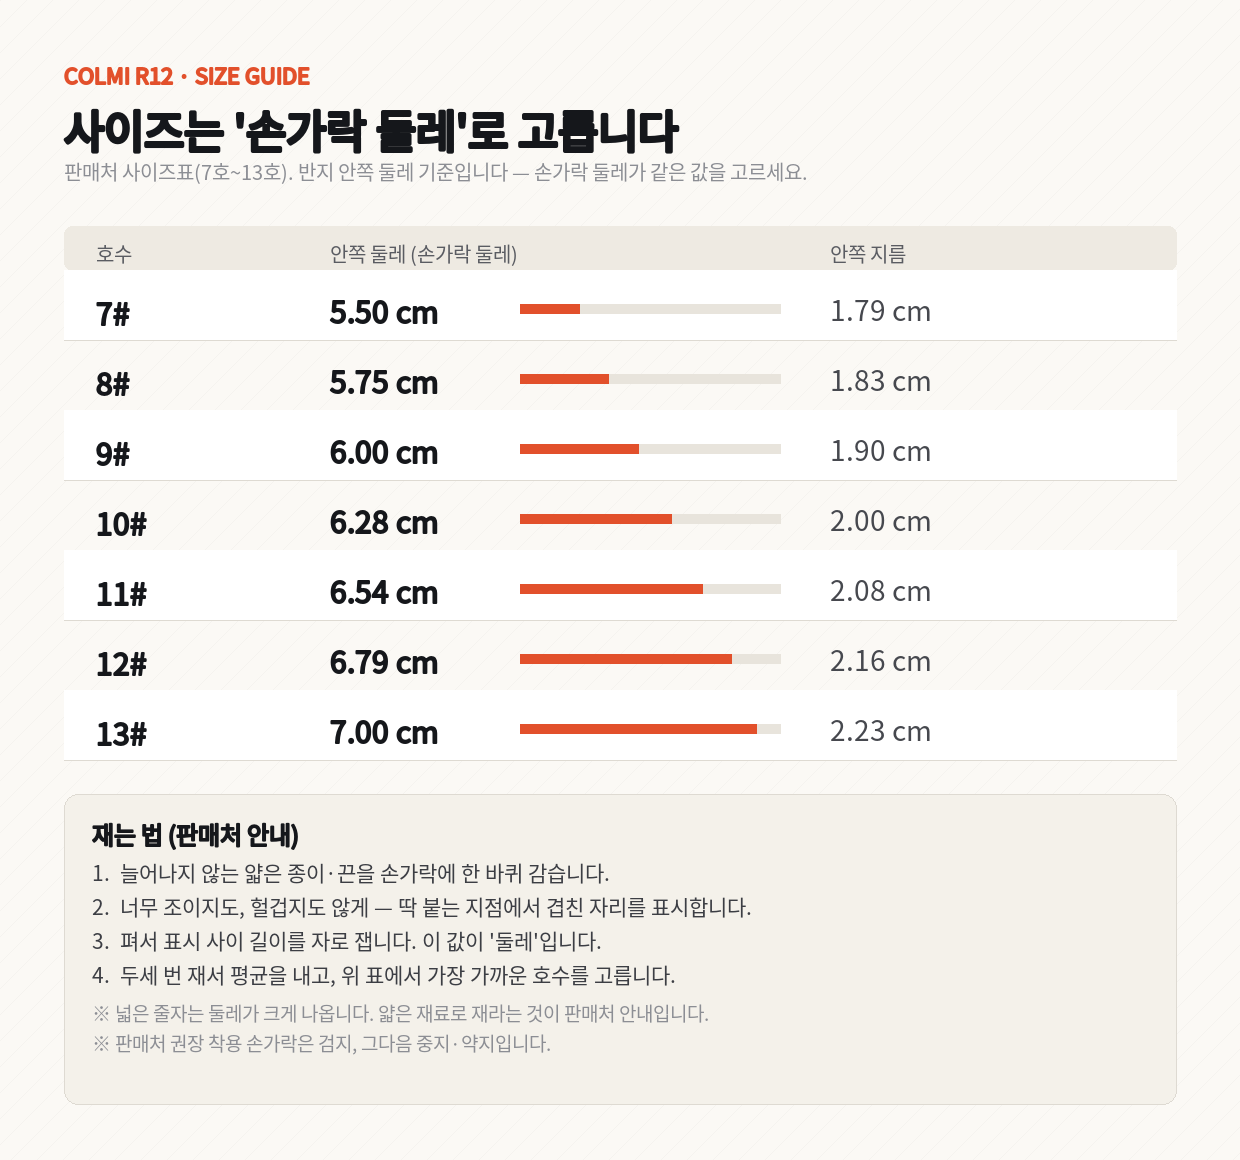 COLMI R12 · SIZE GUIDE
사이즈는 '손가락 둘레'로 고릅니다
판매처 사이즈표(7호~13호). 반지 안쪽 둘레 기준입니다 — 손가락 둘레가 같은 값을 고르세요.
호수 안쪽 둘레 (손가락 둘레) 안쪽 지름
7# 5.50 cm 1.79 cm
8# 5.75 cm 1.83 cm
9# 6.00 cm 1.90 cm
10# 6.28 cm 2.00 cm
11# 6.54 cm 2.08 cm
12# 6.79 cm 2.16 cm
13# 7.00 cm 2.23 cm
재는 법 (판매처 안내)
1. 늘어나지 않는 얇은 종이·끈을 손가락에 한 바퀴 감습니다.
2. 너무 조이지도, 헐겁지도 않게 — 딱 붙는 지점에서 겹친 자리를 표시합니다.
3. 펴서 표시 사이 길이를 자로 잽니다. 이 값이 '둘레'입니다.
4. 두세 번 재서 평균을 내고, 위 표에서 가장 가까운 호수를 고릅니다.
※ 넓은 줄자는 둘레가 크게 나옵니다. 얇은 재료로 재라는 것이 판매처 안내입니다.
※ 판매처 권장 착용 손가락은 검지, 그다음 중지·약지입니다.